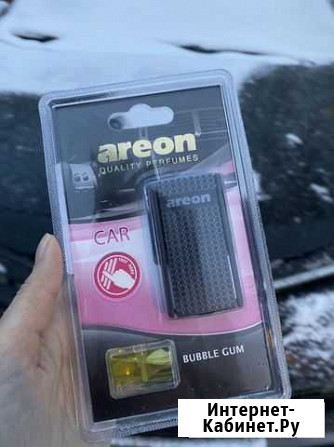 areon
QUALITY PERFUMES
areon
CAR
BUBBLE GUM
Интернет-
Кабинет.Ру